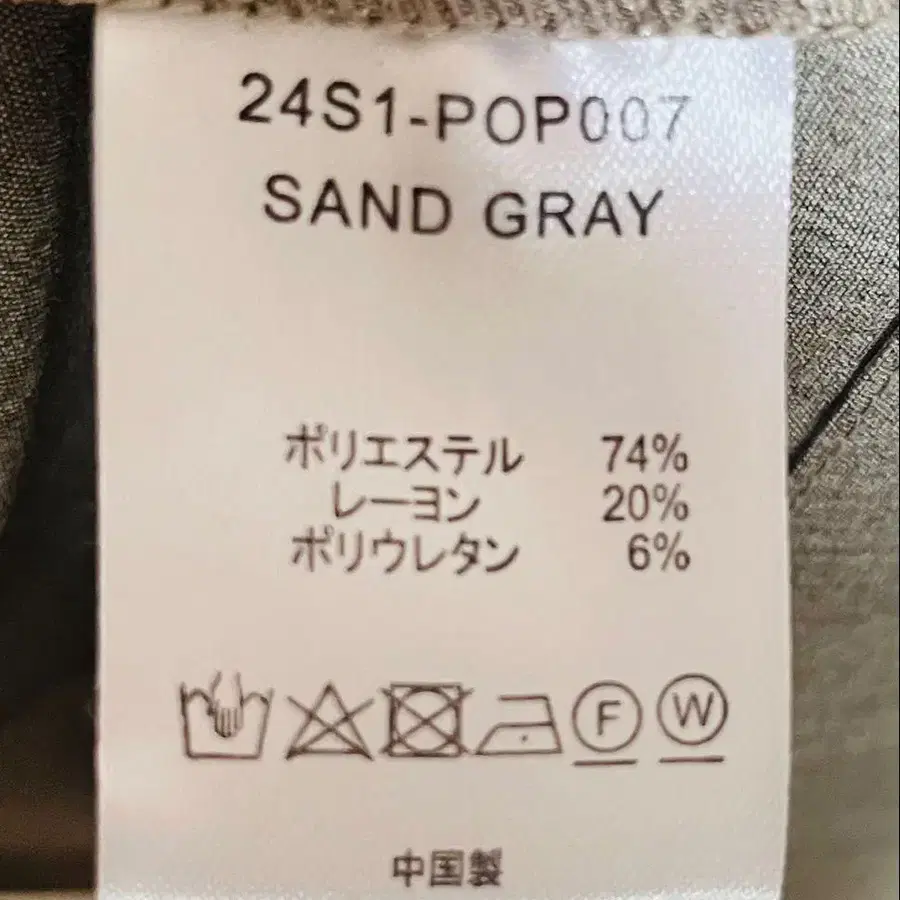 24S1-POP007
SAND GRAY
ポリエステル 74%
レーヨン 20%
ポリウレタン 6%
F W
中国製